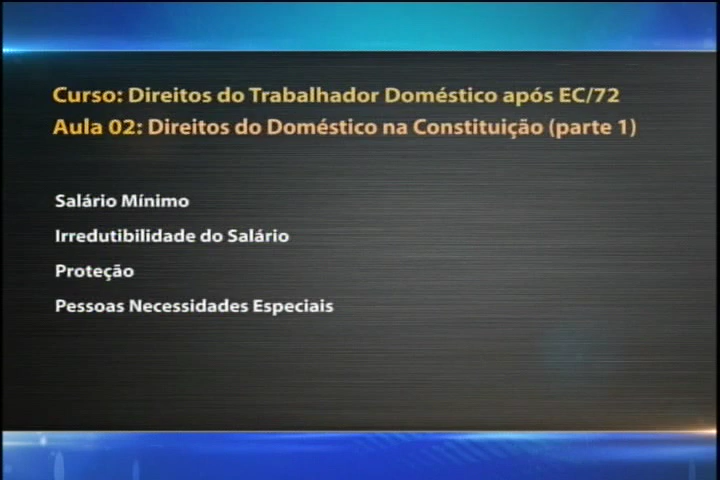 Curso: Direitos do Trabalhador Doméstico após EC/72
Aula 02: Direitos do Doméstico na Constituição (parte 1)
Salário Mínimo
Irredutibilidade do Salário
Proteção
Pessoas Necessidades Especiais